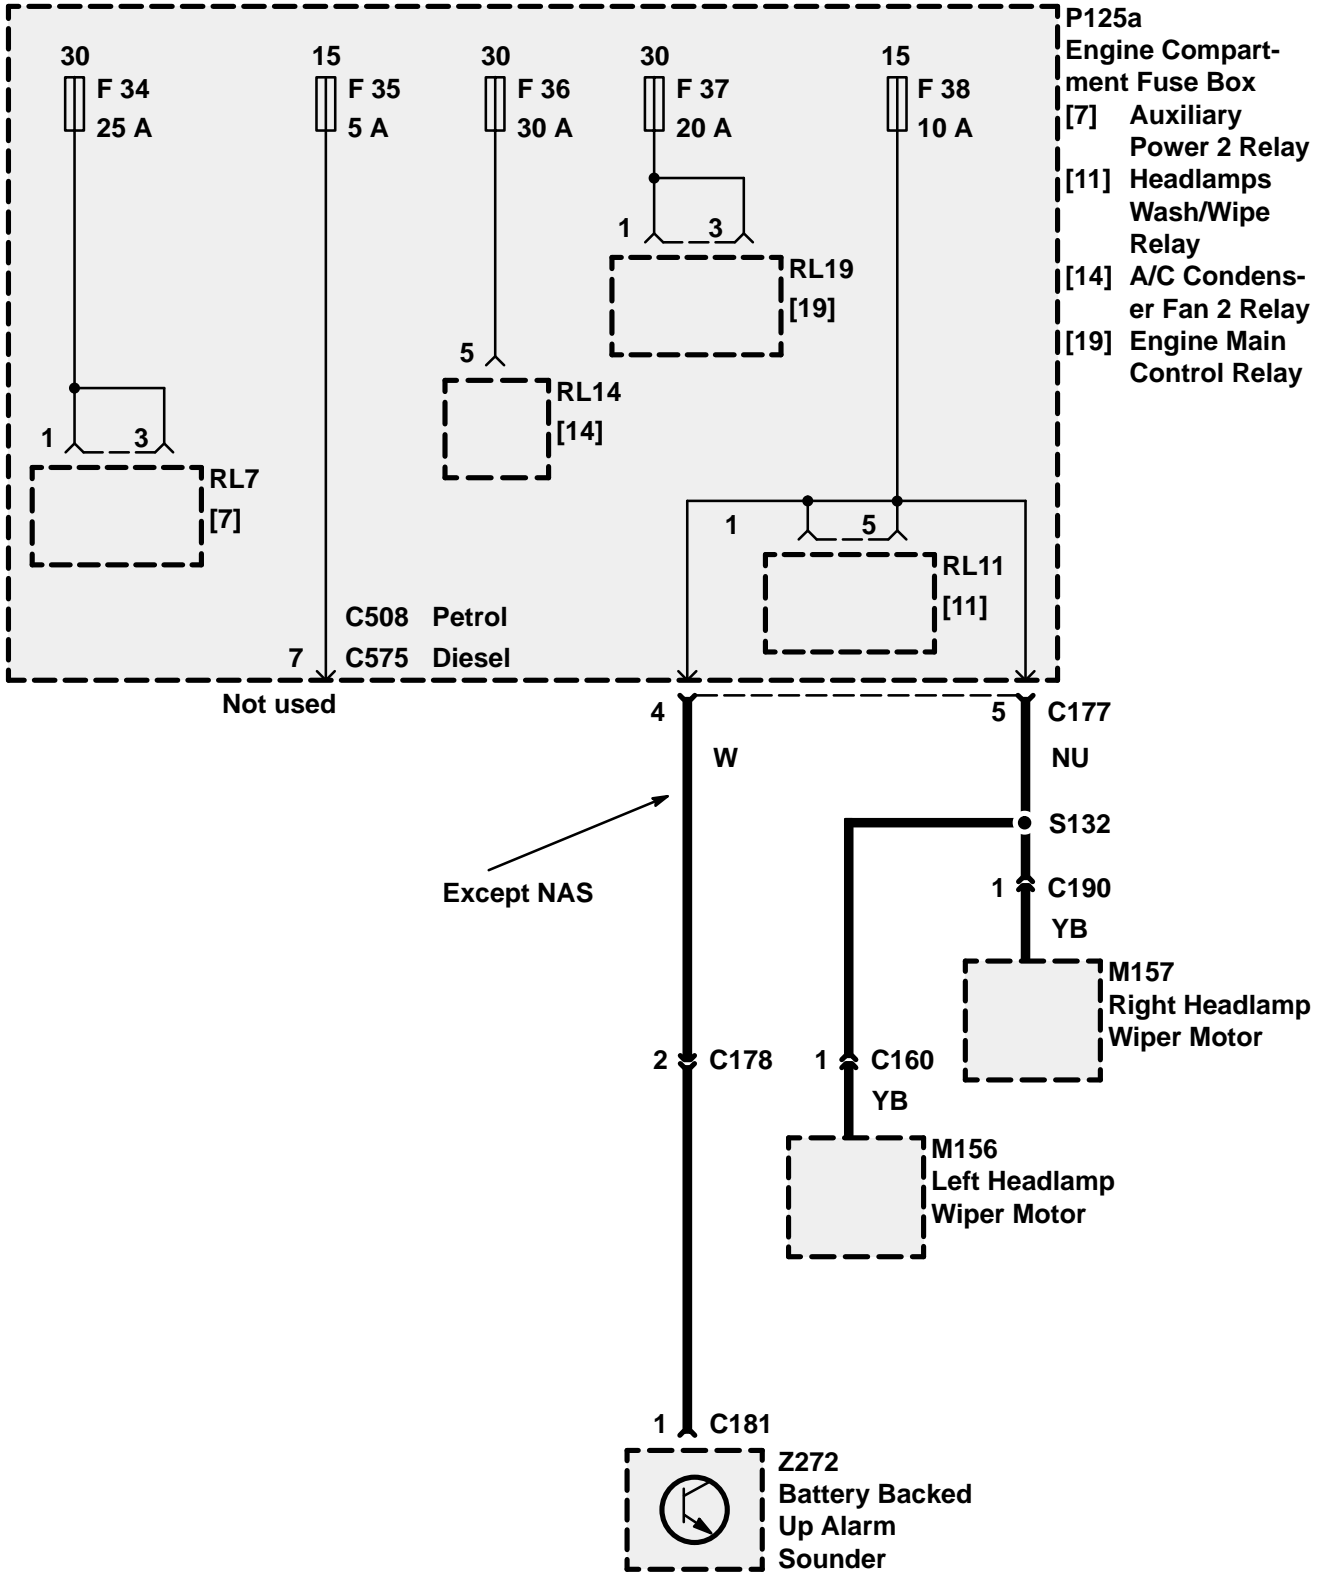 P125a
Engine Compart-
ment Fuse Box
[7] Auxiliary
Power 2 Relay
[11] Headlamps
Wash/Wipe
Relay
[14] A/C Condens-
er Fan 2 Relay
[19] Engine Main
Control Relay
30
F 34
25 A
15
F 35
5 A
30
F 36
30 A
30
F 37
20 A
15
F 38
10 A
1 3
RL19
[19]
5
RL14
[14]
1 3
RL7
[7]
1 5
RL11
[11]
C508 Petrol
7 C575 Diesel
Not used
4
5 C177
W
NU
S132
Except NAS
1 C190
YB
M157
Right Headlamp
Wiper Motor
2 C178
1 C160
YB
M156
Left Headlamp
Wiper Motor
1 C181
Z272
Battery Backed
Up Alarm
Sounder